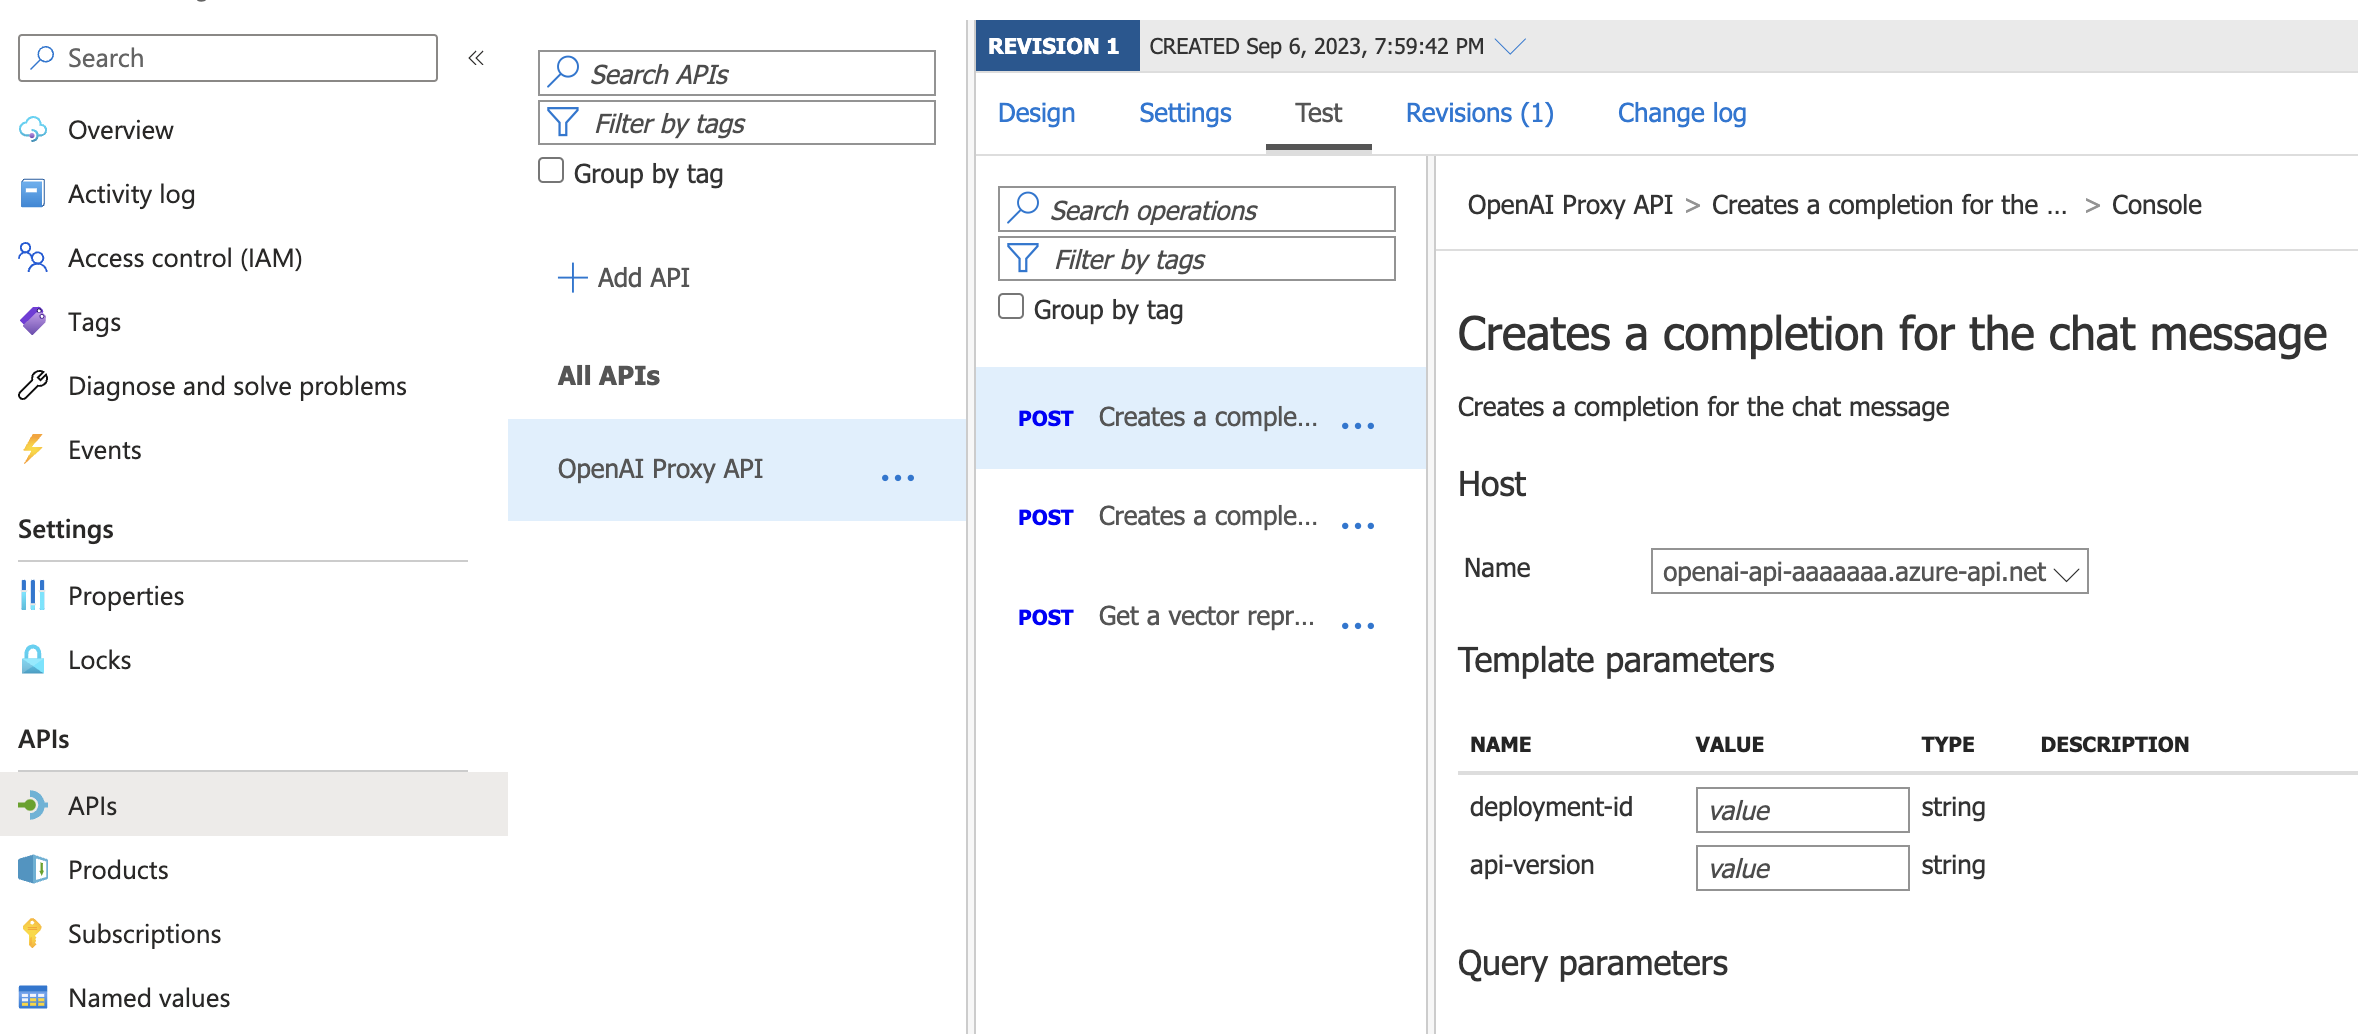 Search
«
Overview
Activity log
Access control (IAM)
Tags
Diagnose and solve problems
Events
Settings
Properties
Locks
APIs
APIs
Products
Subscriptions
Named values
Search APIs
Filter by tags
Group by tag
Add API
All APIs
OpenAI Proxy API ...
REVISION 1 CREATED Sep 6, 2023, 7:59:42 PM
Design Settings Test Revisions (1) Change log
Search operations
Filter by tags
Group by tag
POST Creates a comple... ...
POST Creates a comple... ...
POST Get a vector repr... ...
OpenAI Proxy API > Creates a completion for the ... > Console
Creates a completion for the chat message
Creates a completion for the chat message
Host
Name openai-api-aaaaaaa.azure-api.net
Template parameters
NAME VALUE TYPE DESCRIPTION
deployment-id value string
api-version value string
Query parameters